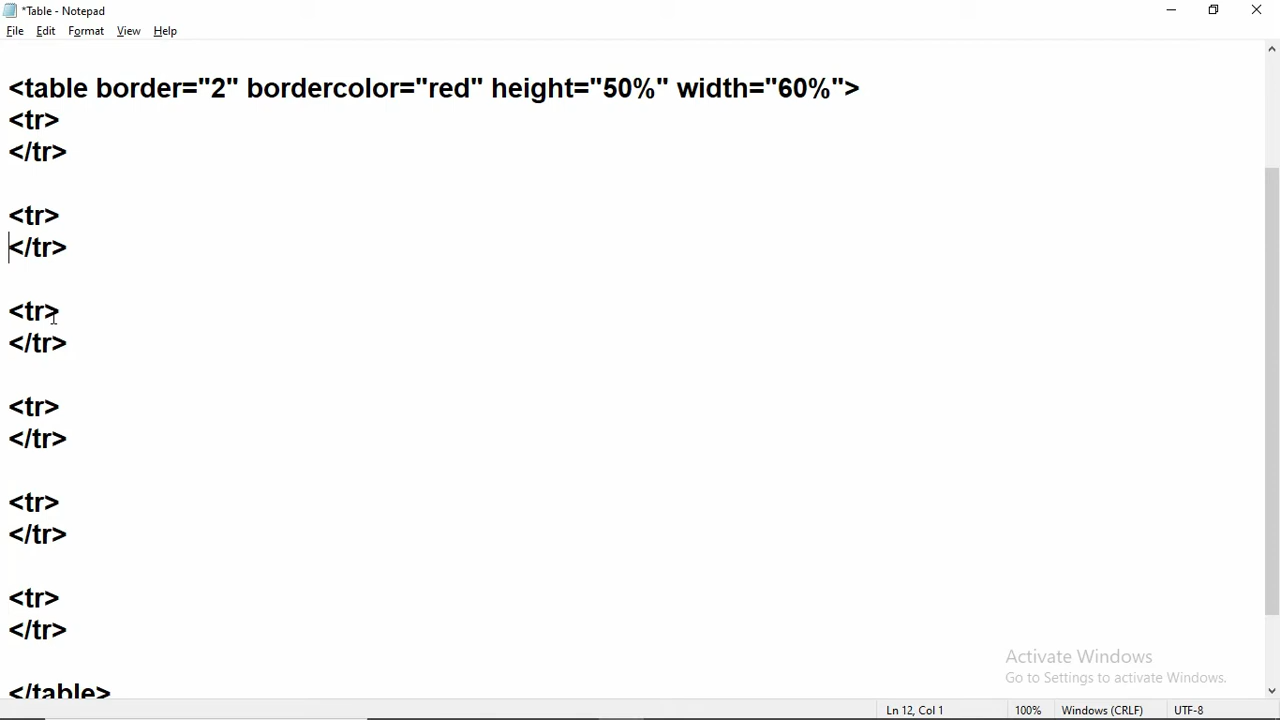 *Table - Notepad
File Edit Format View Help
<table border="2" bordercolor="red" height="50%" width="60%">
<tr>
</tr>
<tr>
</tr>
<tr>
</tr>
<tr>
</tr>
<tr>
</tr>
<tr>
</tr>
</table>
Activate Windows
Go to Settings to activate Windows.
Ln 12, Col 1 100% Windows (CRLF) UTF-8